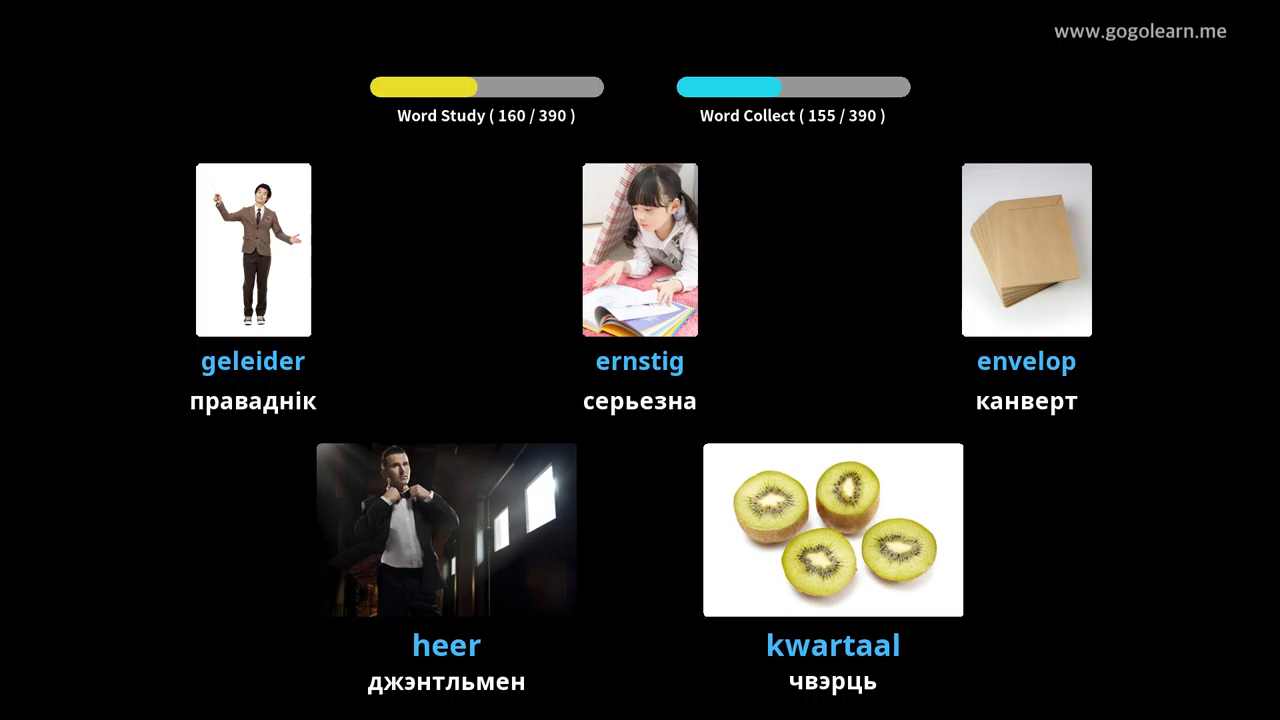 www.gogolearn.me
Word Study ( 160 / 390 )
Word Collect ( 155 / 390 )
geleider
ernstig
envelop
праваднік
серьезна
канверт
heer
kwartaal
джэнтльмен
чвэрць